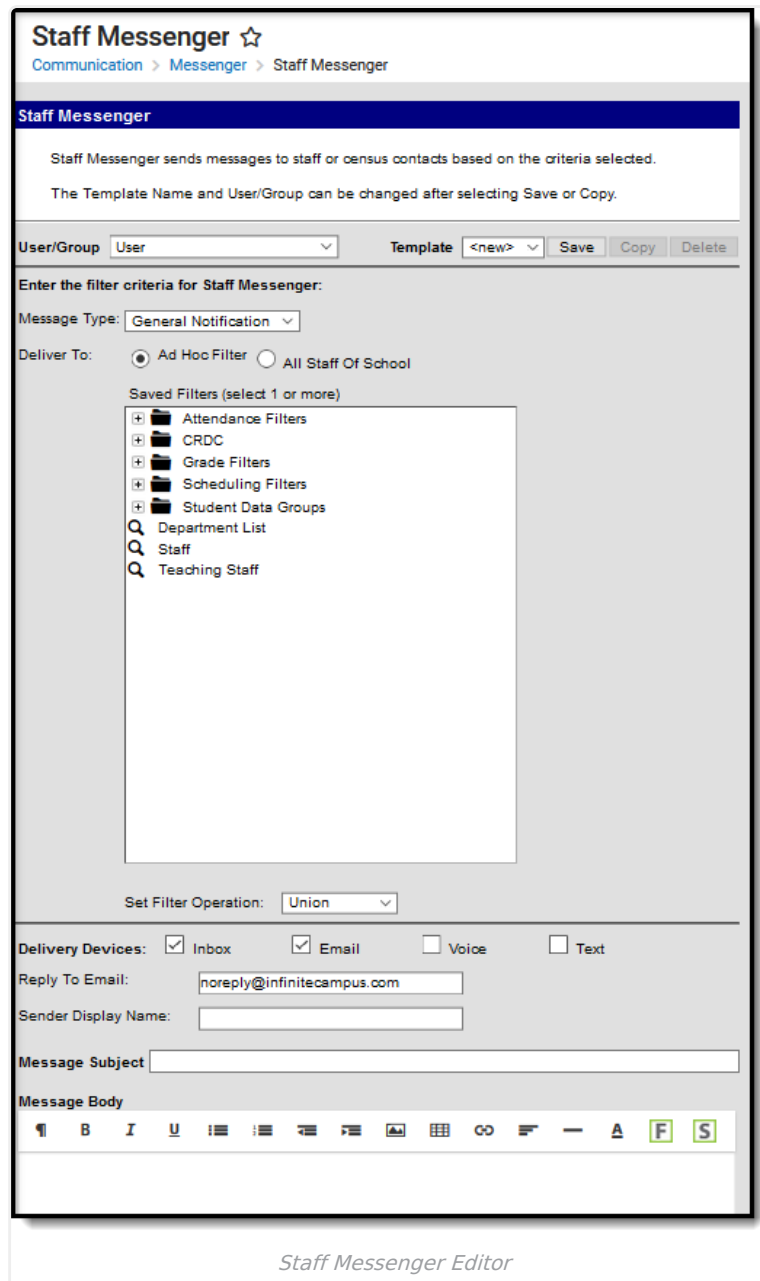 Staff Messenger
Communication > Messenger > Staff Messenger
Staff Messenger
Staff Messenger sends messages to staff or census contacts based on the criteria selected.
The Template Name and User/Group can be changed after selecting Save or Copy.
User/Group User Template <new> Save Copy Delete
Enter the filter criteria for Staff Messenger:
Message Type: General Notification
Deliver To: Ad Hoc Filter All Staff Of School
Saved Filters (select 1 or more)
Attendance Filters
CRDC
Grade Filters
Scheduling Filters
Student Data Groups
Department List
Staff
Teaching Staff
Set Filter Operation: Union
Delivery Devices: Inbox Email Voice Text
Reply To Email: noreply@infinitecampus.com
Sender Display Name:
Message Subject
Message Body
¶ B I U A F S
Staff Messenger Editor